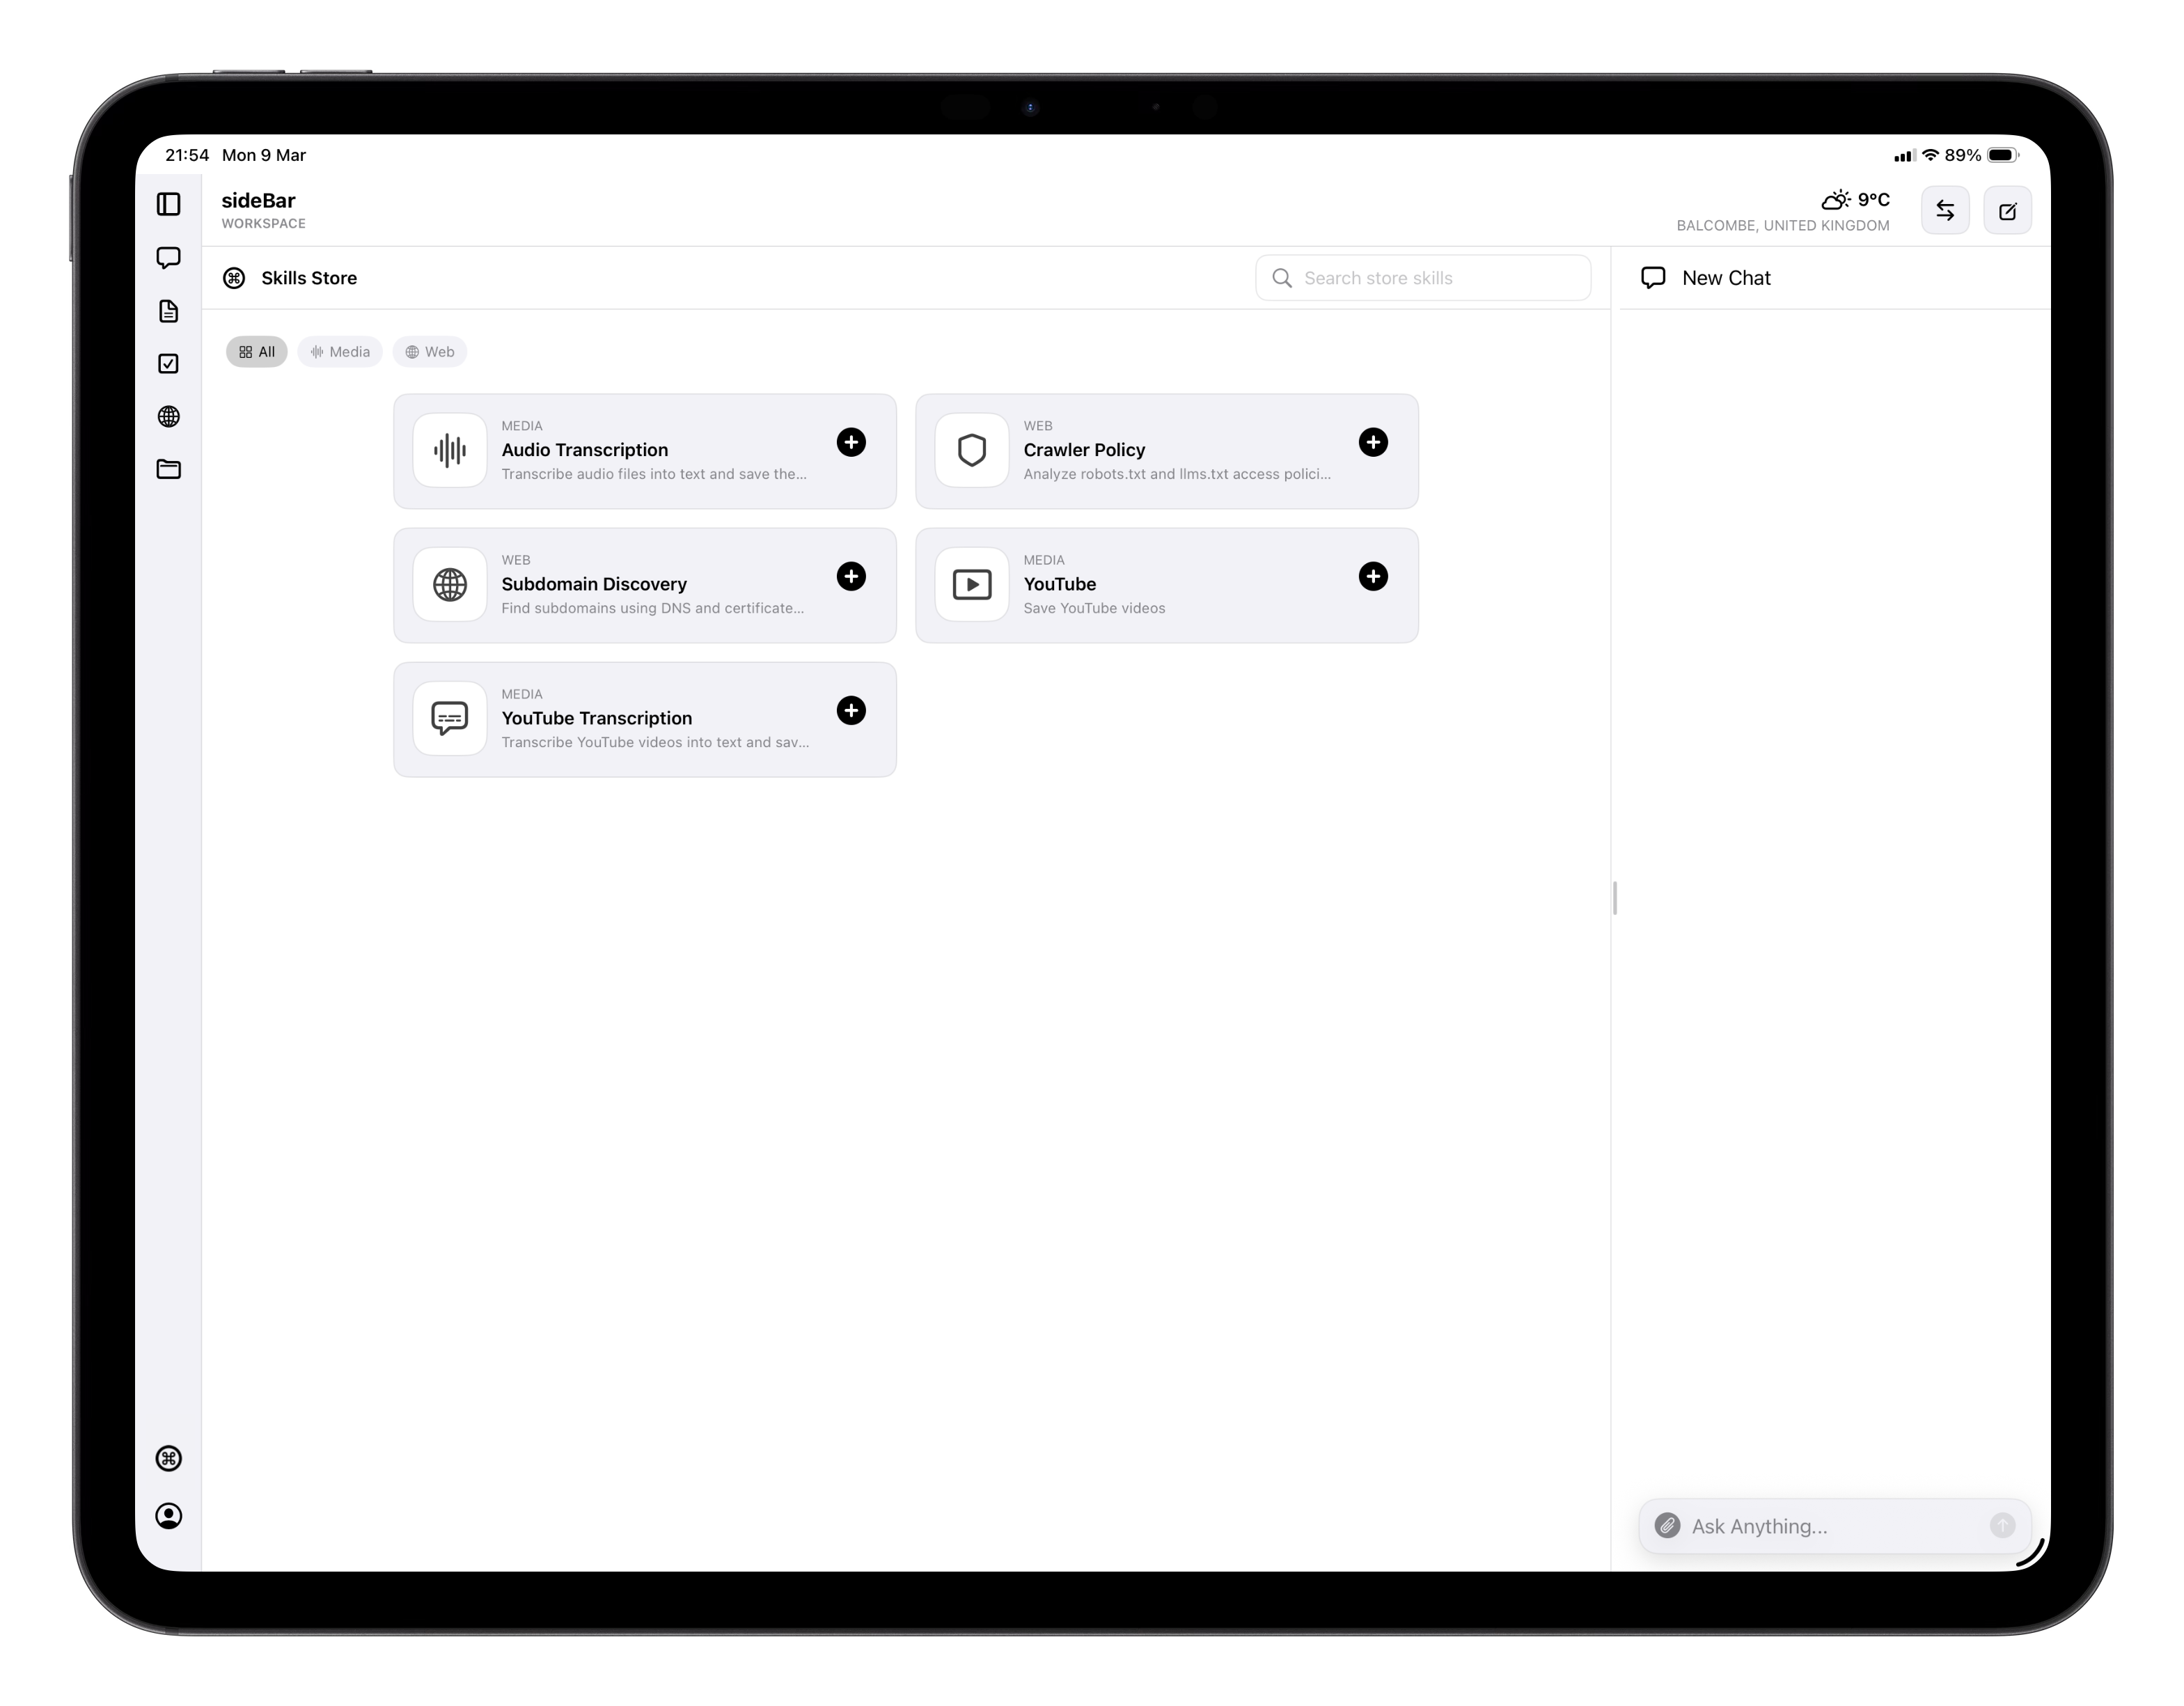 21:54 Mon 9 Mar
89%
sideBar
WORKSPACE
9°C
BALCOMBE, UNITED KINGDOM
Skills Store
Search store skills
New Chat
All
Media
Web
MEDIA
Audio Transcription
Transcribe audio files into text and save the...
WEB
Crawler Policy
Analyze robots.txt and llms.txt access polici...
WEB
Subdomain Discovery
Find subdomains using DNS and certificate...
MEDIA
YouTube
Save YouTube videos
MEDIA
YouTube Transcription
Transcribe YouTube videos into text and sav...
Ask Anything...